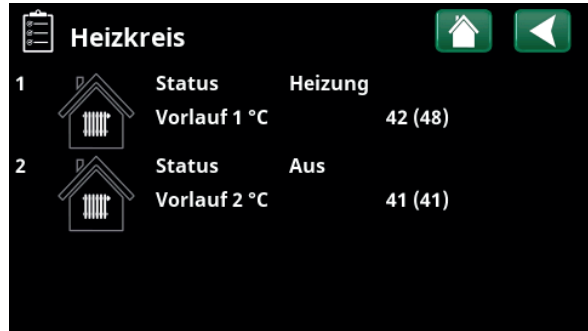 Heizkreis
1 Status Heizung
Vorlauf 1 °C 42 (48)
2 Status Aus
Vorlauf 2 °C 41 (41)